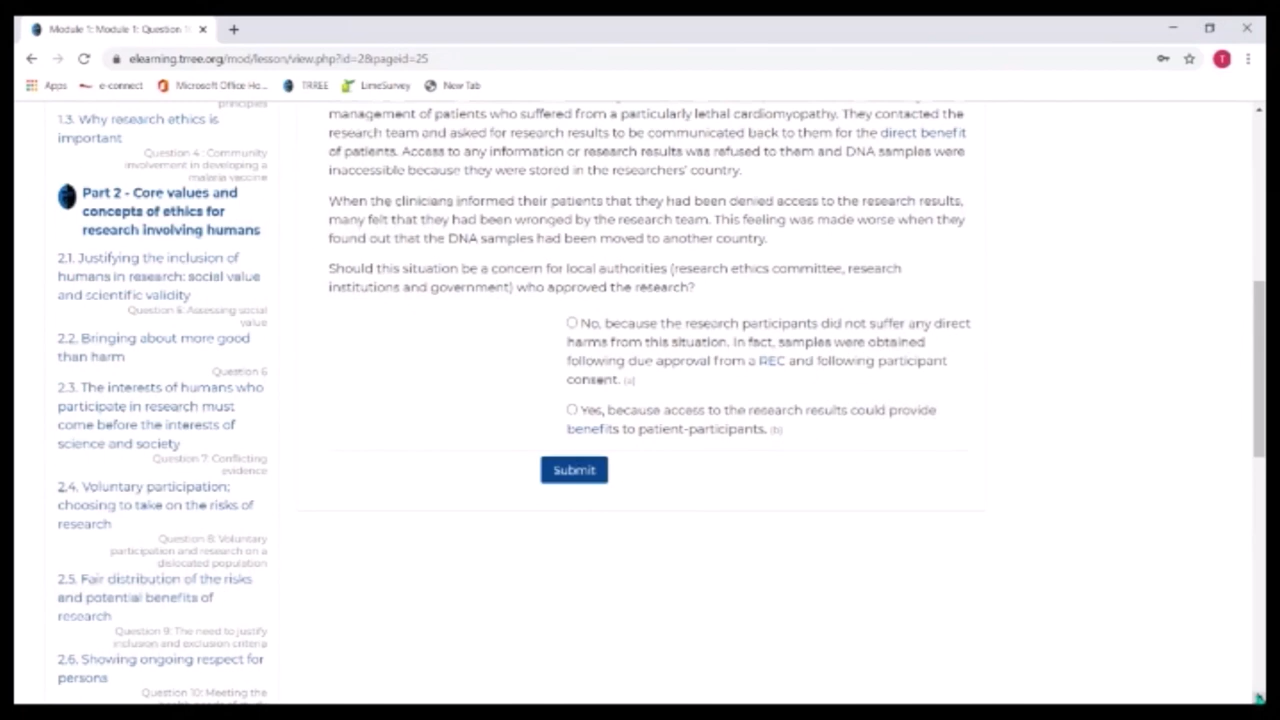 Module 1: Module 1: Question 1
elearning.trree.org/mod/lesson/view.php?id=28&pageid=25
T
Apps
e-connect
Microsoft Office Ho...
TRREE
LimeSurvey
New Tab
principles
1.3. Why research ethics is
important
Question 4 : Community
involvement in developing a
malaria vaccine
Part 2 - Core values and
concepts of ethics for
research involving humans
2.1. Justifying the inclusion of
humans in research: social value
and scientific validity
Question 5: Assessing social
value
2.2. Bringing about more good
than harm
Question 6
2.3. The interests of humans who
participate in research must
come before the interests of
science and society
Question 7: Conflicting
evidence
2.4. Voluntary participation;
choosing to take on the risks of
research
Question 8: Voluntary
participation and research on a
dislocated population
2.5. Fair distribution of the risks
and potential benefits of
research
Question 9: The need to justify
inclusion and exclusion criteria
2.6. Showing ongoing respect for
persons
Question 10: Meeting the
management of patients who suffered from a particularly lethal cardiomyopathy. They contacted the
research team and asked for research results to be communicated back to them for the direct benefit
of patients. Access to any information or research results was refused to them and DNA samples were
inaccessible because they were stored in the researchers' country.
When the clinicians informed their patients that they had been denied access to the research results,
many felt that they had been wronged by the research team. This feeling was made worse when they
found out that the DNA samples had been moved to another country.
Should this situation be a concern for local authorities (research ethics committee, research
institutions and government) who approved the research?
No, because the research participants did not suffer any direct
harms from this situation. In fact, samples were obtained
following due approval from a REC and following participant
consent. (a)
Yes, because access to the research results could provide
benefits to patient-participants. (b)
Submit